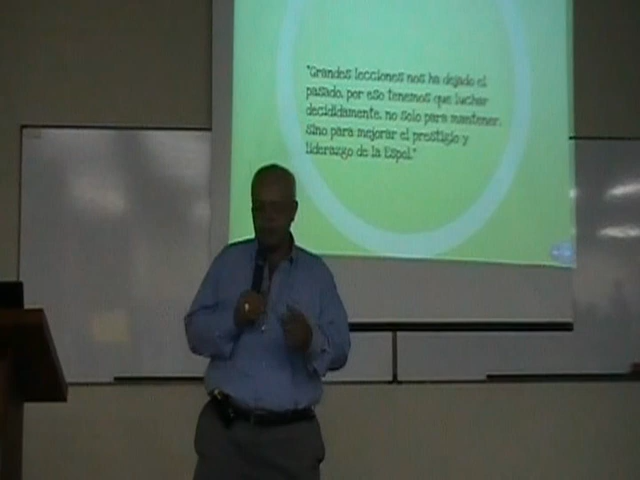 "Grandes lecciones nos ha dejado el
pasado, por eso tenemos que luchar
decididamente, no solo para mantener,
sino para mejorar el prestigio y
liderazgo de la Espol."